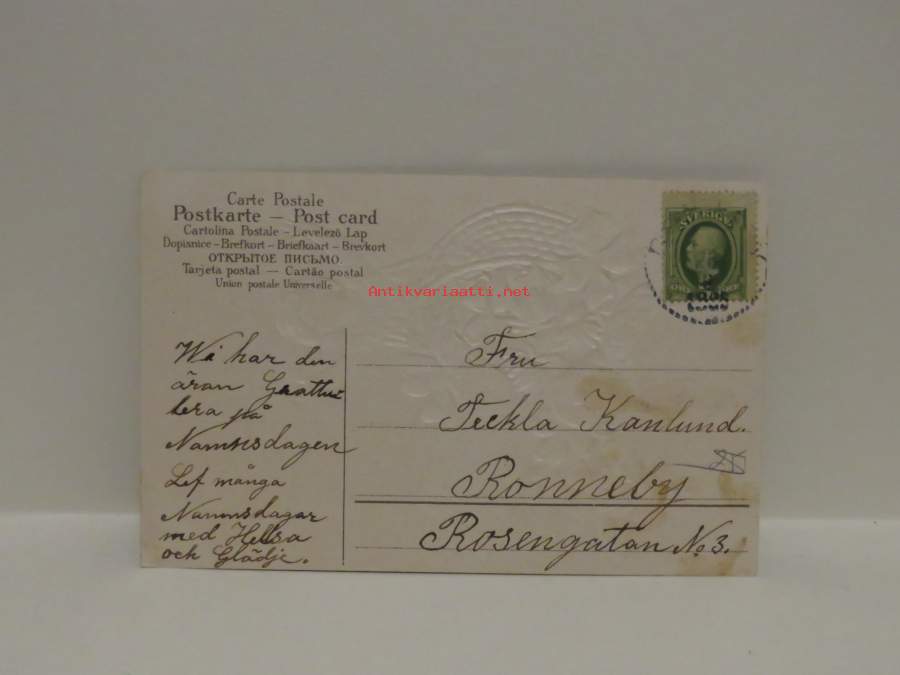 Carte Postale
Postkarte – Post card
Cartolina Postale – Levelező Lap
Dopisnice – Brefkort – Briefkaart – Brevkort
ОТКРЫТОЕ ПИСЬМО.
Tarjeta postal — Cartão postal
Union postale Universelle
SVERIGE
Antikvariaatti.net
Wi har den
äran Grattu
lera på
Namnsdagen
Lef många
Namnsdagar
med Helsa
och Glädje.
Fru
Teckla Kanlund.
Ronneby
Rosengatan No 3.